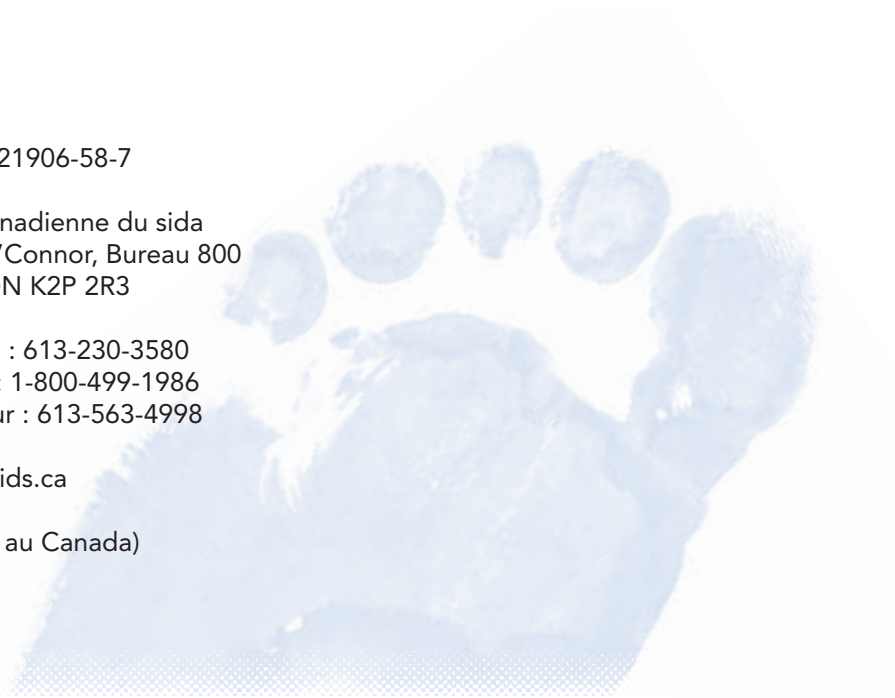 21906-58-7
nadienne du sida
'Connor, Bureau 800
N K2P 2R3
: 613-230-3580
: 1-800-499-1986
ur : 613-563-4998
ids.ca
au Canada)